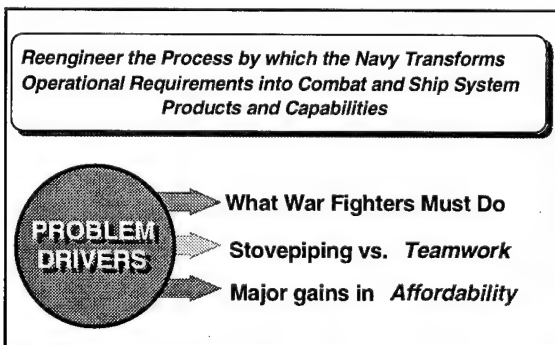 Reengineer the Process by which the Navy Transforms
Operational Requirements into Combat and Ship System
Products and Capabilities
PROBLEM
DRIVERS
What War Fighters Must Do
Stovepiping vs. Teamwork
Major gains in Affordability